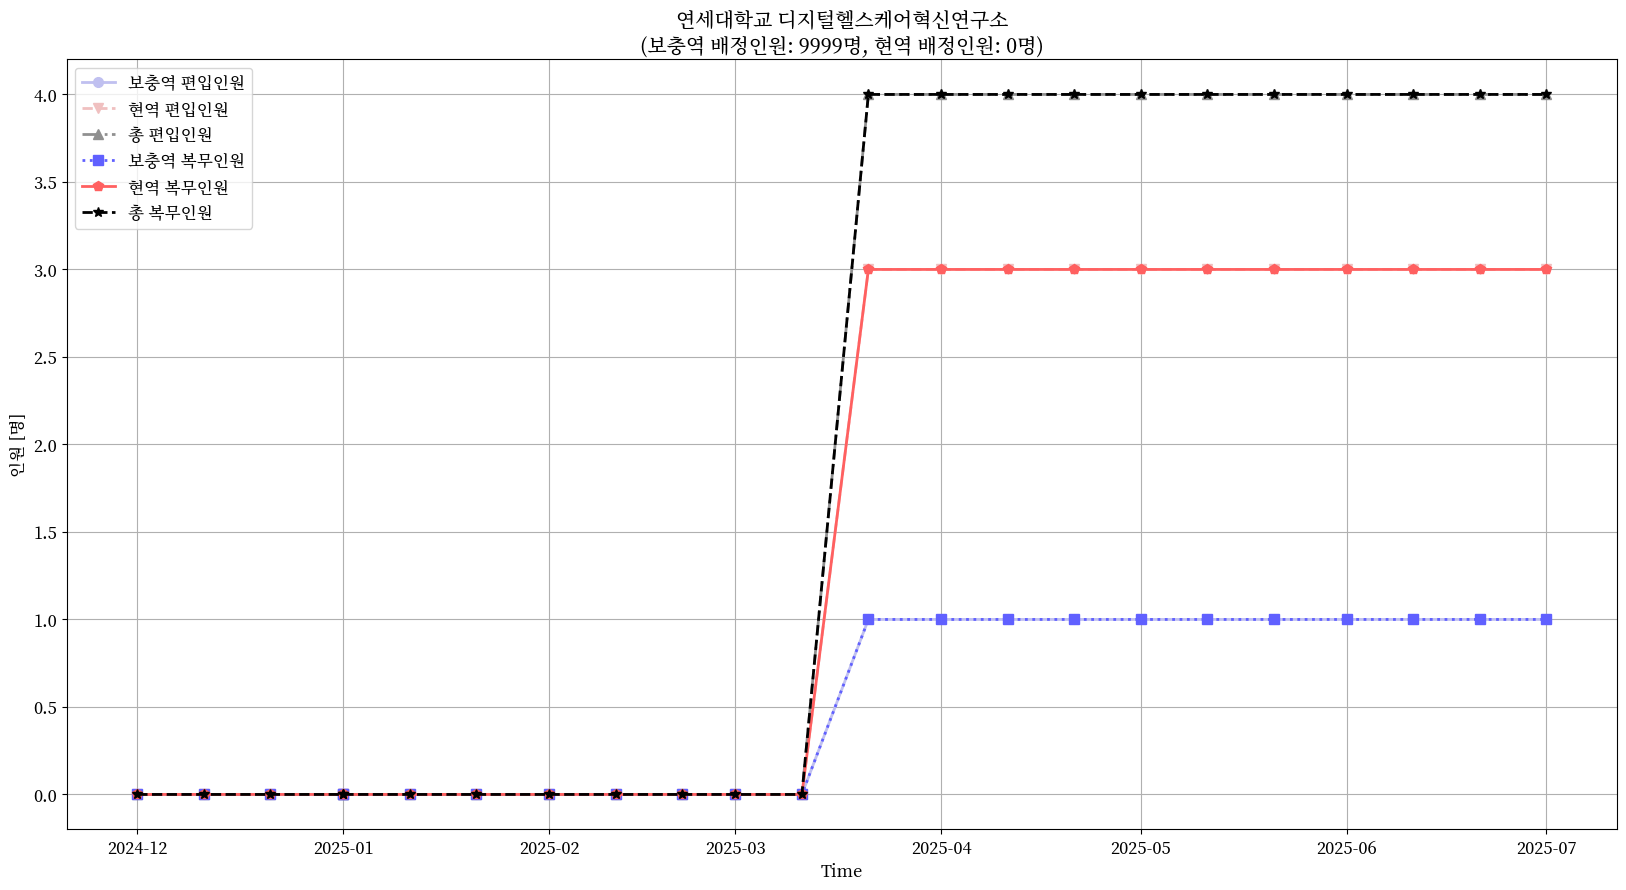 연세대학교 디지털헬스케어혁신연구소
(보충역 배정인원: 9999명, 현역 배정인원: 0명)
보충역 편입인원
현역 편입인원
총 편입인원
보충역 복무인원
현역 복무인원
총 복무인원
4.0
3.5
3.0
2.5
2.0
1.5
1.0
0.5
0.0
인원 [명]
2024-12
2025-01
2025-02
2025-03
2025-04
2025-05
2025-06
2025-07
Time